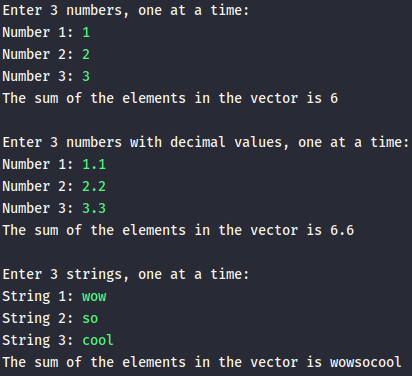 Enter 3 numbers, one at a time:
Number 1: 1
Number 2: 2
Number 3: 3
The sum of the elements in the vector is 6
Enter 3 numbers with decimal values, one at a time:
Number 1: 1.1
Number 2: 2.2
Number 3: 3.3
The sum of the elements in the vector is 6.6
Enter 3 strings, one at a time:
String 1: wow
String 2: so
String 3: cool
The sum of the elements in the vector is wowsocool